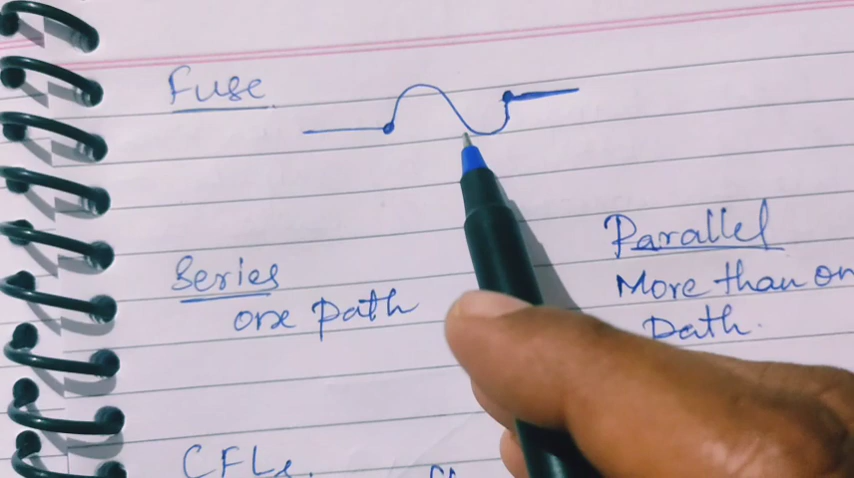 Fuse
Series
one path
Parallel
More than on
path.
CFLs.